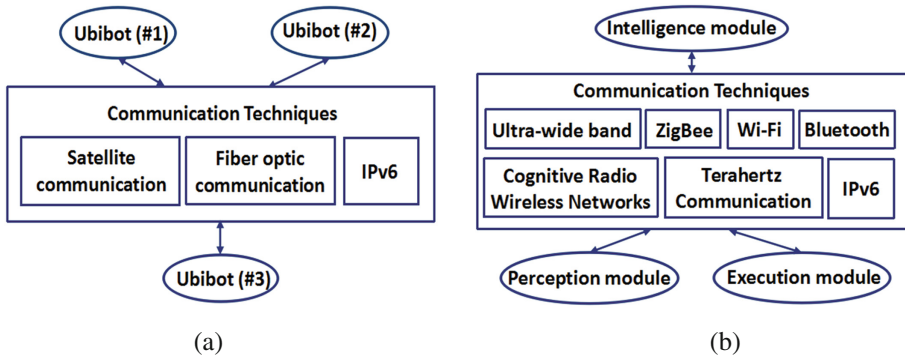 Ubibot (#1)
Ubibot (#2)
Communication Techniques
Satellite
communication
Fiber optic
communication
IPv6
Ubibot (#3)
(a)
Intelligence module
Communication Techniques
Ultra-wide band
ZigBee
Wi-Fi
Bluetooth
Cognitive Radio
Wireless Networks
Terahertz
Communication
IPv6
Perception module
Execution module
(b)